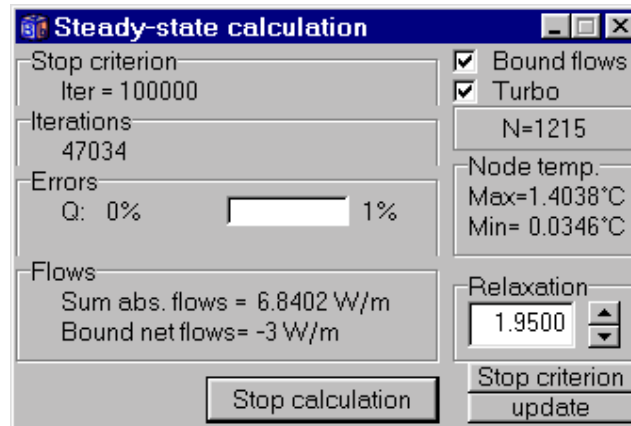 Steady-state calculation
Stop criterion
Iter = 100000
Iterations
47034
Errors
Q: 0% 1%
Flows
Sum abs. flows = 6.8402 W/m
Bound net flows= -3 W/m
Stop calculation
Bound flows
Turbo
N=1215
Node temp.
Max=1.4038°C
Min= 0.0346°C
Relaxation
1.9500
Stop criterion
update